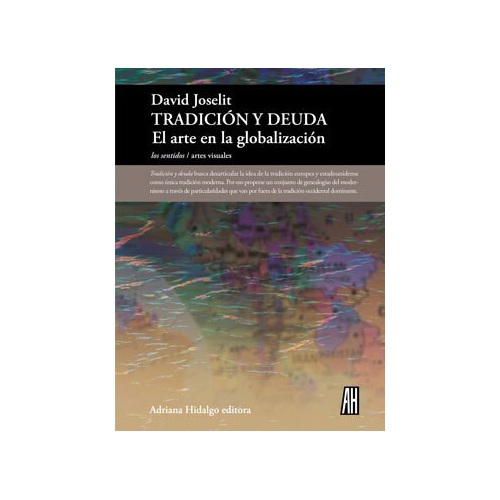 David Joselit
TRADICIÓN Y DEUDA
El arte en la globalización
los sentidos / artes visuales
Tradición y deuda busca desarticular la idea de la tradición europea y estadounidense
como única tradición moderna. Por eso propone un conjunto de genealogías del moder-
nismo a través de particularidades que van por fuera de la tradición occidental dominante.
Adriana Hidalgo editora
AH